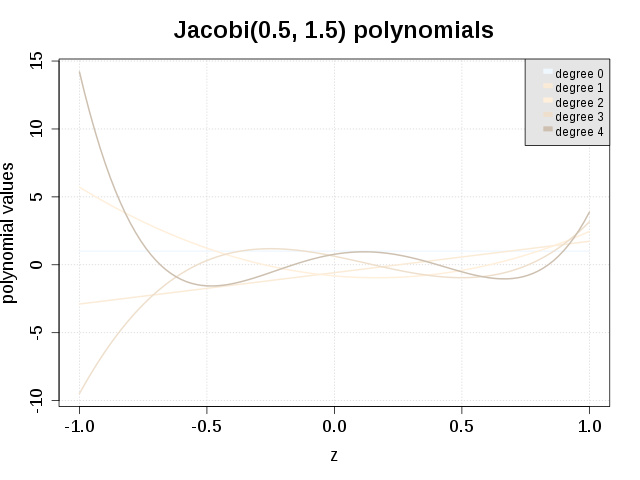 Jacobi(0.5, 1.5) polynomials
degree 0
degree 1
degree 2
degree 3
degree 4
polynomial values
15
10
5
0
-5
-10
-1.0 -0.5 0.0 0.5 1.0
z